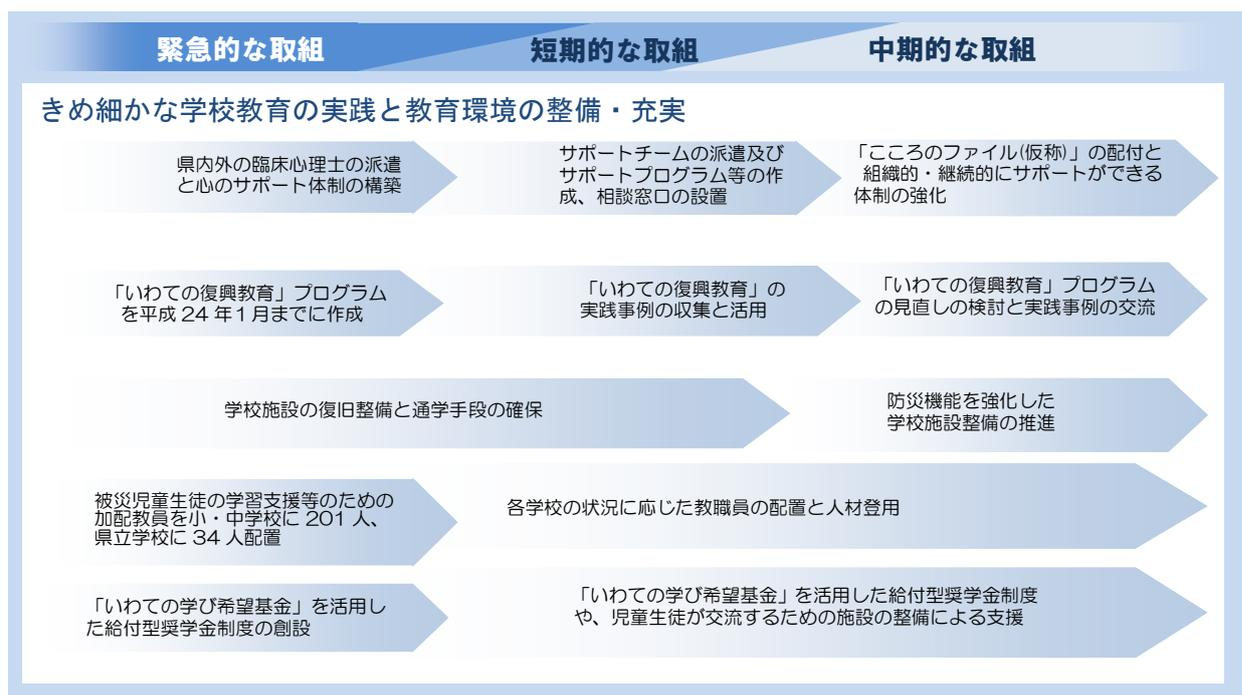 緊急的な取組
短期的な取組
中期的な取組
きめ細かな学校教育の実践と教育環境の整備・充実
県内外の臨床心理士の派遣
と心のサポート体制の構築
サポートチームの派遣及び
サポートプログラム等の作
成、相談窓口の設置
「こころのファイル(仮称)」の配付と
組織的・継続的にサポートができる
体制の強化
「いわての復興教育」プログラム
を平成 24 年 1 月までに作成
「いわての復興教育」の
実践事例の収集と活用
「いわての復興教育」プログラム
の見直しの検討と実践事例の交流
学校施設の復旧整備と通学手段の確保
防災機能を強化した
学校施設整備の推進
被災児童生徒の学習支援等のための
加配教員を小・中学校に 201 人、
県立学校に 34 人配置
各学校の状況に応じた教職員の配置と人材登用
「いわての学び希望基金」を活用し
た給付型奨学金制度の創設
「いわての学び希望基金」を活用した給付型奨学金制度
や、児童生徒が交流するための施設の整備による支援